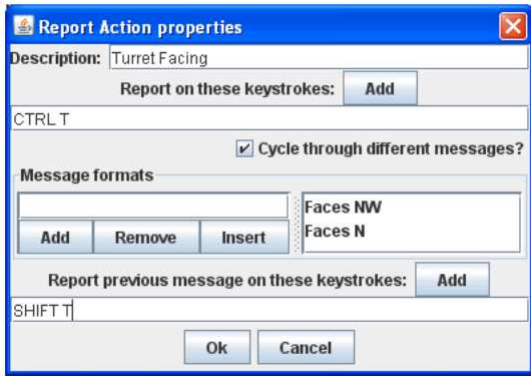 Report Action properties
Description: Turret Facing
Report on these keystrokes: Add
CTRL T
Cycle through different messages?
Message formats
Faces NW
Faces N
Add Remove Insert
Report previous message on these keystrokes: Add
SHIFT T
Ok Cancel